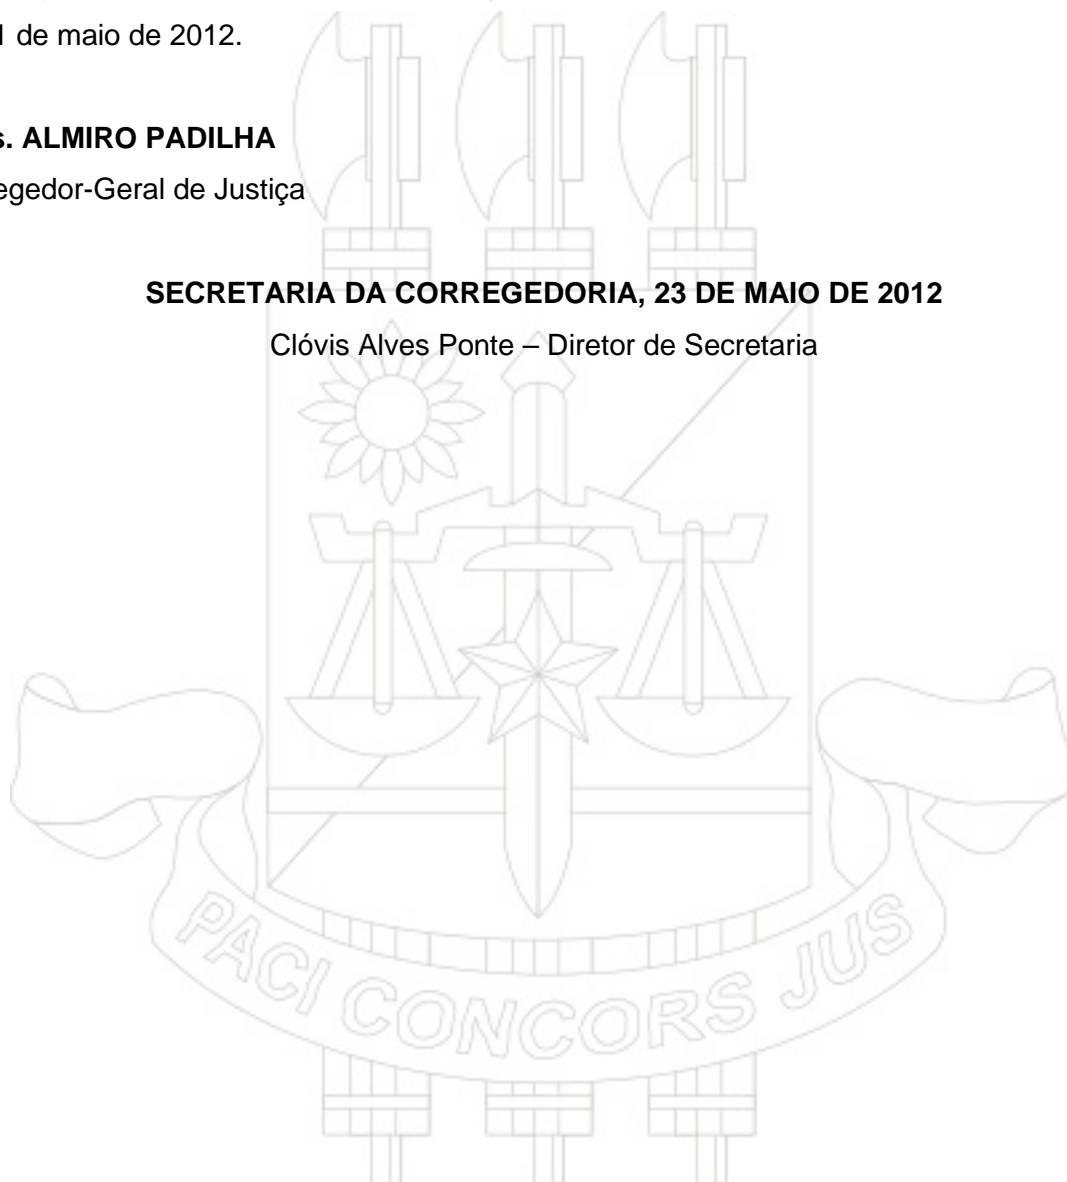 1 de maio de 2012.
s. ALMIRO PADILHA
egedor-Geral de Justiça
SECRETARIA DA CORREGEDORIA, 23 DE MAIO DE 2012
Clóvis Alves Ponte – Diretor de Secretaria
PACI CONCORS JUS